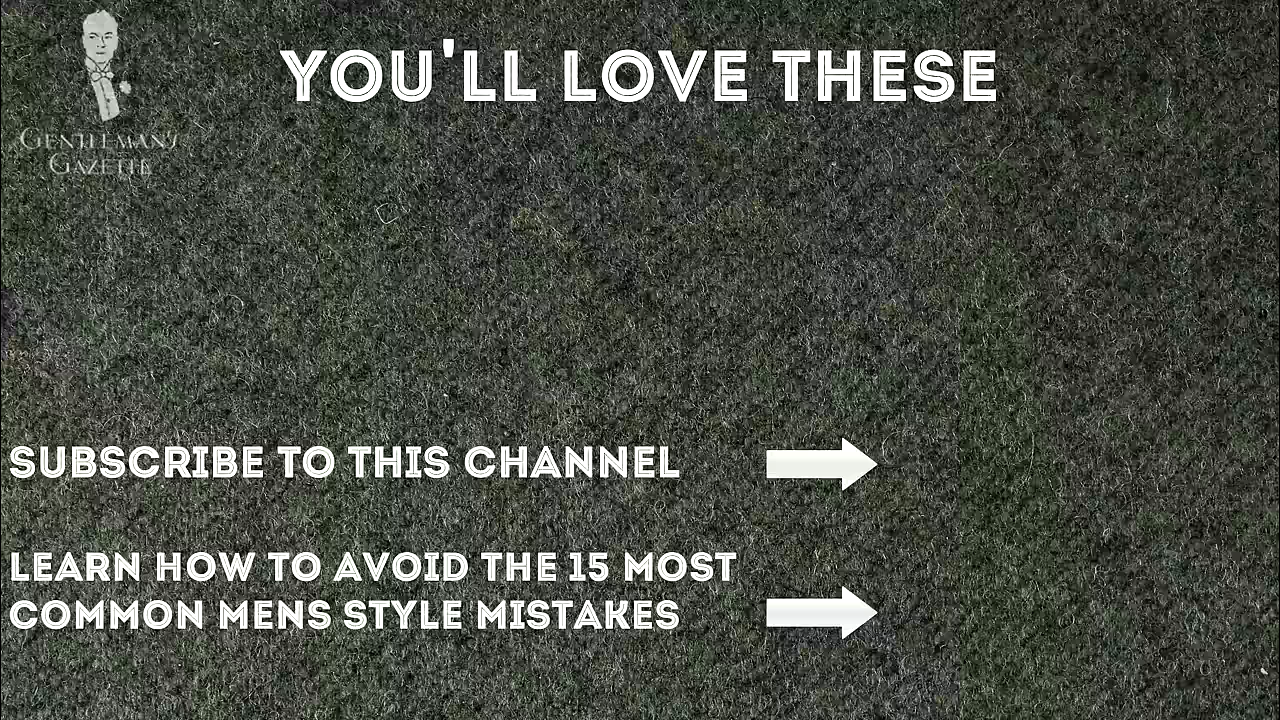 GENTLEMAN'S
GAZETTE
YOU'LL LOVE THESE
SUBSCRIBE TO THIS CHANNEL
LEARN HOW TO AVOID THE 15 MOST
COMMON MENS STYLE MISTAKES